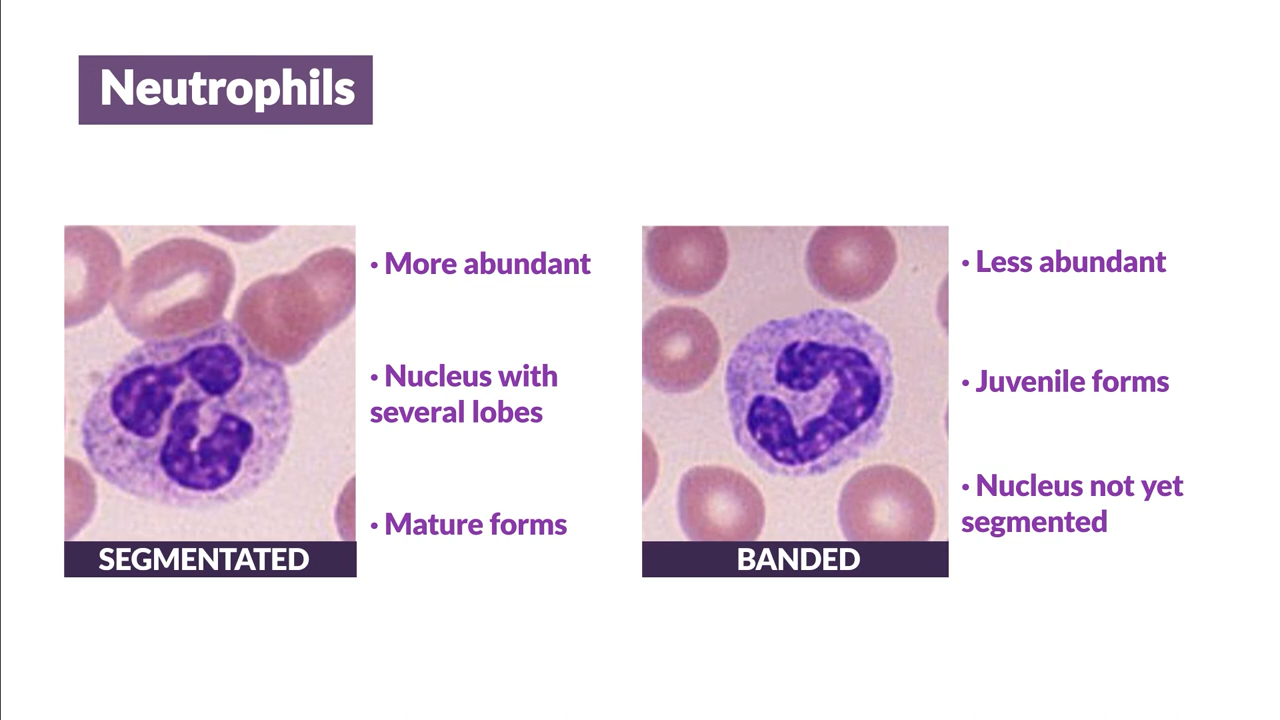 Neutrophils
· More abundant
· Nucleus with
several lobes
· Mature forms
SEGMENTATED
· Less abundant
· Juvenile forms
· Nucleus not yet
segmented
BANDED